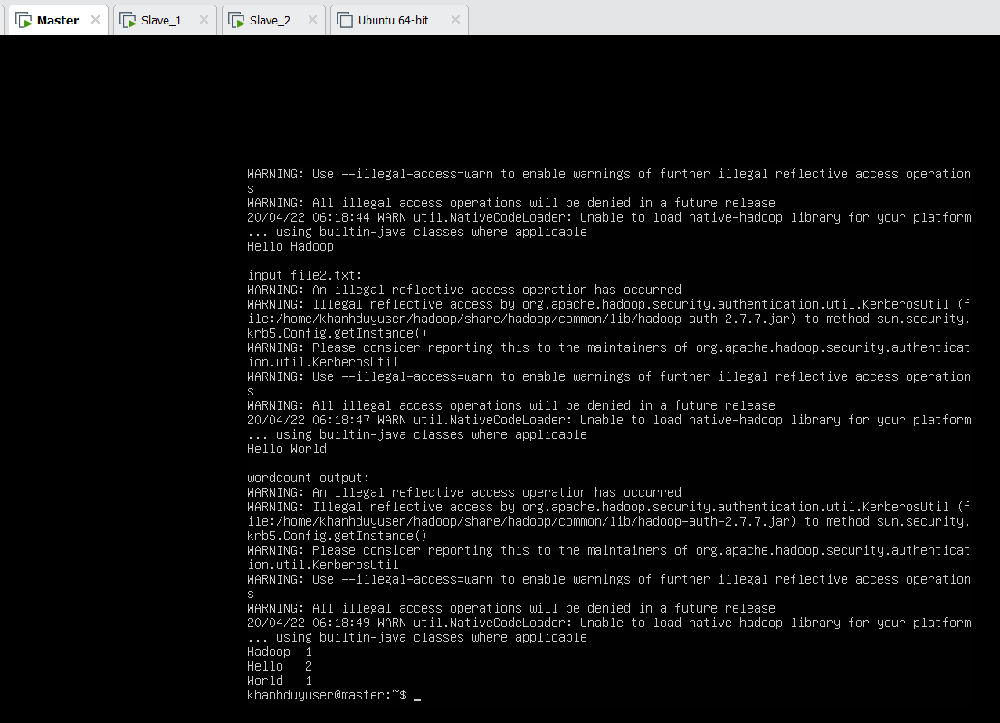 Master
Slave_1
Slave_2
Ubuntu 64-bit
WARNING: Use --illegal-access=warn to enable warnings of further illegal reflective access operation
s
WARNING: All illegal access operations will be denied in a future release
20/04/22 06:18:44 WARN util.NativeCodeLoader: Unable to load native-hadoop library for your platform
... using builtin-java classes where applicable
Hello Hadoop
input file2.txt:
WARNING: An illegal reflective access operation has occurred
WARNING: Illegal reflective access by org.apache.hadoop.security.authentication.util.KerberosUtil (f
ile:/home/khanhduyuser/hadoop/share/hadoop/common/lib/hadoop-auth-2.7.7.jar) to method sun.security.
krb5.Config.getInstance()
WARNING: Please consider reporting this to the maintainers of org.apache.hadoop.security.authenticat
ion.util.KerberosUtil
WARNING: Use --illegal-access=warn to enable warnings of further illegal reflective access operation
s
WARNING: All illegal access operations will be denied in a future release
20/04/22 06:18:47 WARN util.NativeCodeLoader: Unable to load native-hadoop library for your platform
... using builtin-java classes where applicable
Hello World
wordcount output:
WARNING: An illegal reflective access operation has occurred
WARNING: Illegal reflective access by org.apache.hadoop.security.authentication.util.KerberosUtil (f
ile:/home/khanhduyuser/hadoop/share/hadoop/common/lib/hadoop-auth-2.7.7.jar) to method sun.security.
krb5.Config.getInstance()
WARNING: Please consider reporting this to the maintainers of org.apache.hadoop.security.authenticat
ion.util.KerberosUtil
WARNING: Use --illegal-access=warn to enable warnings of further illegal reflective access operation
s
WARNING: All illegal access operations will be denied in a future release
20/04/22 06:18:49 WARN util.NativeCodeLoader: Unable to load native-hadoop library for your platform
... using builtin-java classes where applicable
Hadoop 1
Hello 2
World 1
khanhduyuser@master:~$ _